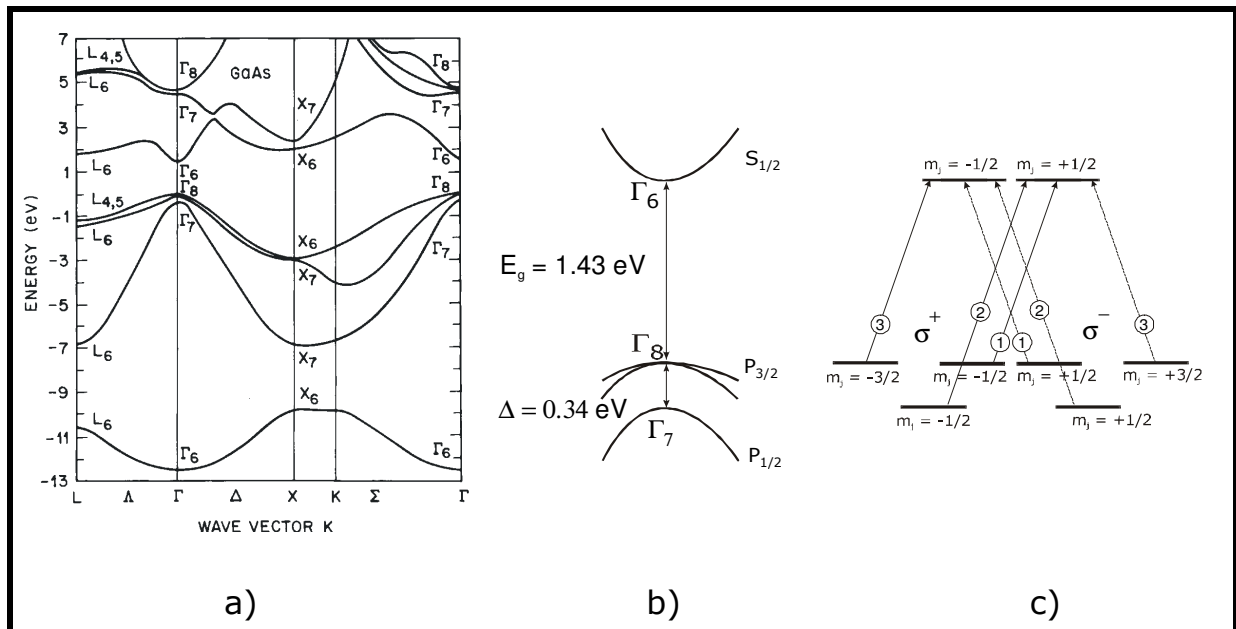 7
5
3
1
-1
-3
-5
-7
-9
-11
-13
ENERGY (eV)
L4,5
L6
L6
L4,5
L6
L6
L6
Γ8
Γ7
Γ6
Γ8
Γ7
Γ6
GaAs
X7
X6
X6
X7
X7
X6
Γ8
Γ7
Γ6
Γ8
Γ7
Γ6
L Λ Γ Δ X K Σ Γ
WAVE VECTOR K
a)
S1/2
Γ6
Eg = 1.43 eV
Γ8
P3/2
Δ = 0.34 eV
Γ7
P1/2
b)
mj = -1/2 mj = +1/2
3 σ+ 2 1 1 2 σ- 3
mj = -3/2 mj = -1/2 mj = +1/2 mj = +3/2
mj = -1/2 mj = +1/2
c)